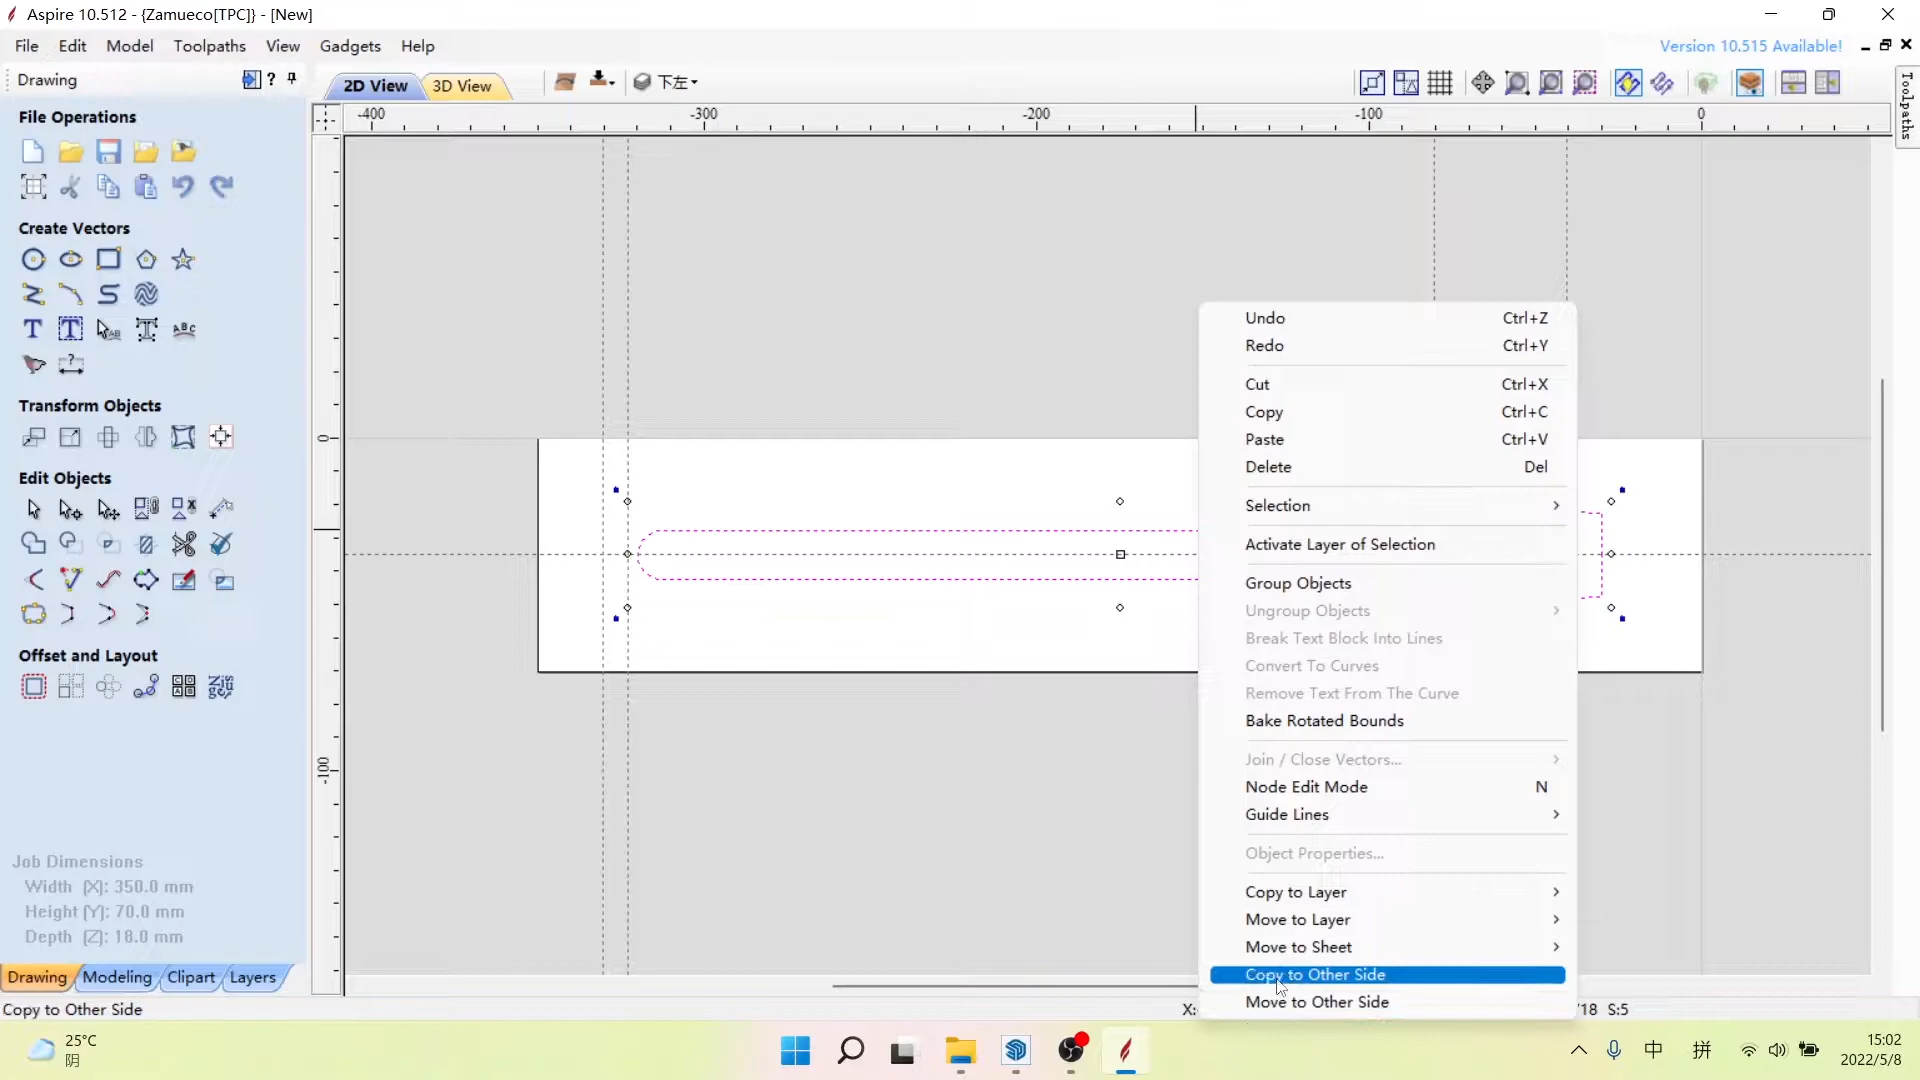 Aspire 10.512 - {Zamueco[TPC]} - [New]
File Edit Model Toolpaths View Gadgets Help
Version 10.515 Available!
Drawing
2D View
3D View
下左
Toolpaths
File Operations
-400 -300 -200 -100 0
Create Vectors
Transform Objects
Edit Objects
Offset and Layout
0
-100
Undo Ctrl+Z
Redo Ctrl+Y
Cut Ctrl+X
Copy Ctrl+C
Paste Ctrl+V
Delete Del
Selection
Activate Layer of Selection
Group Objects
Ungroup Objects
Break Text Block Into Lines
Convert To Curves
Remove Text From The Curve
Bake Rotated Bounds
Join / Close Vectors...
Node Edit Mode N
Guide Lines
Object Properties...
Copy to Layer
Move to Layer
Move to Sheet
Copy to Other Side
Move to Other Side
Job Dimensions
Width (X): 350.0 mm
Height (Y): 70.0 mm
Depth (Z): 18.0 mm
Drawing Modeling Clipart Layers
Copy to Other Side
X:
/18 S:5
25°C
阴
中 拼
15:02
2022/5/8